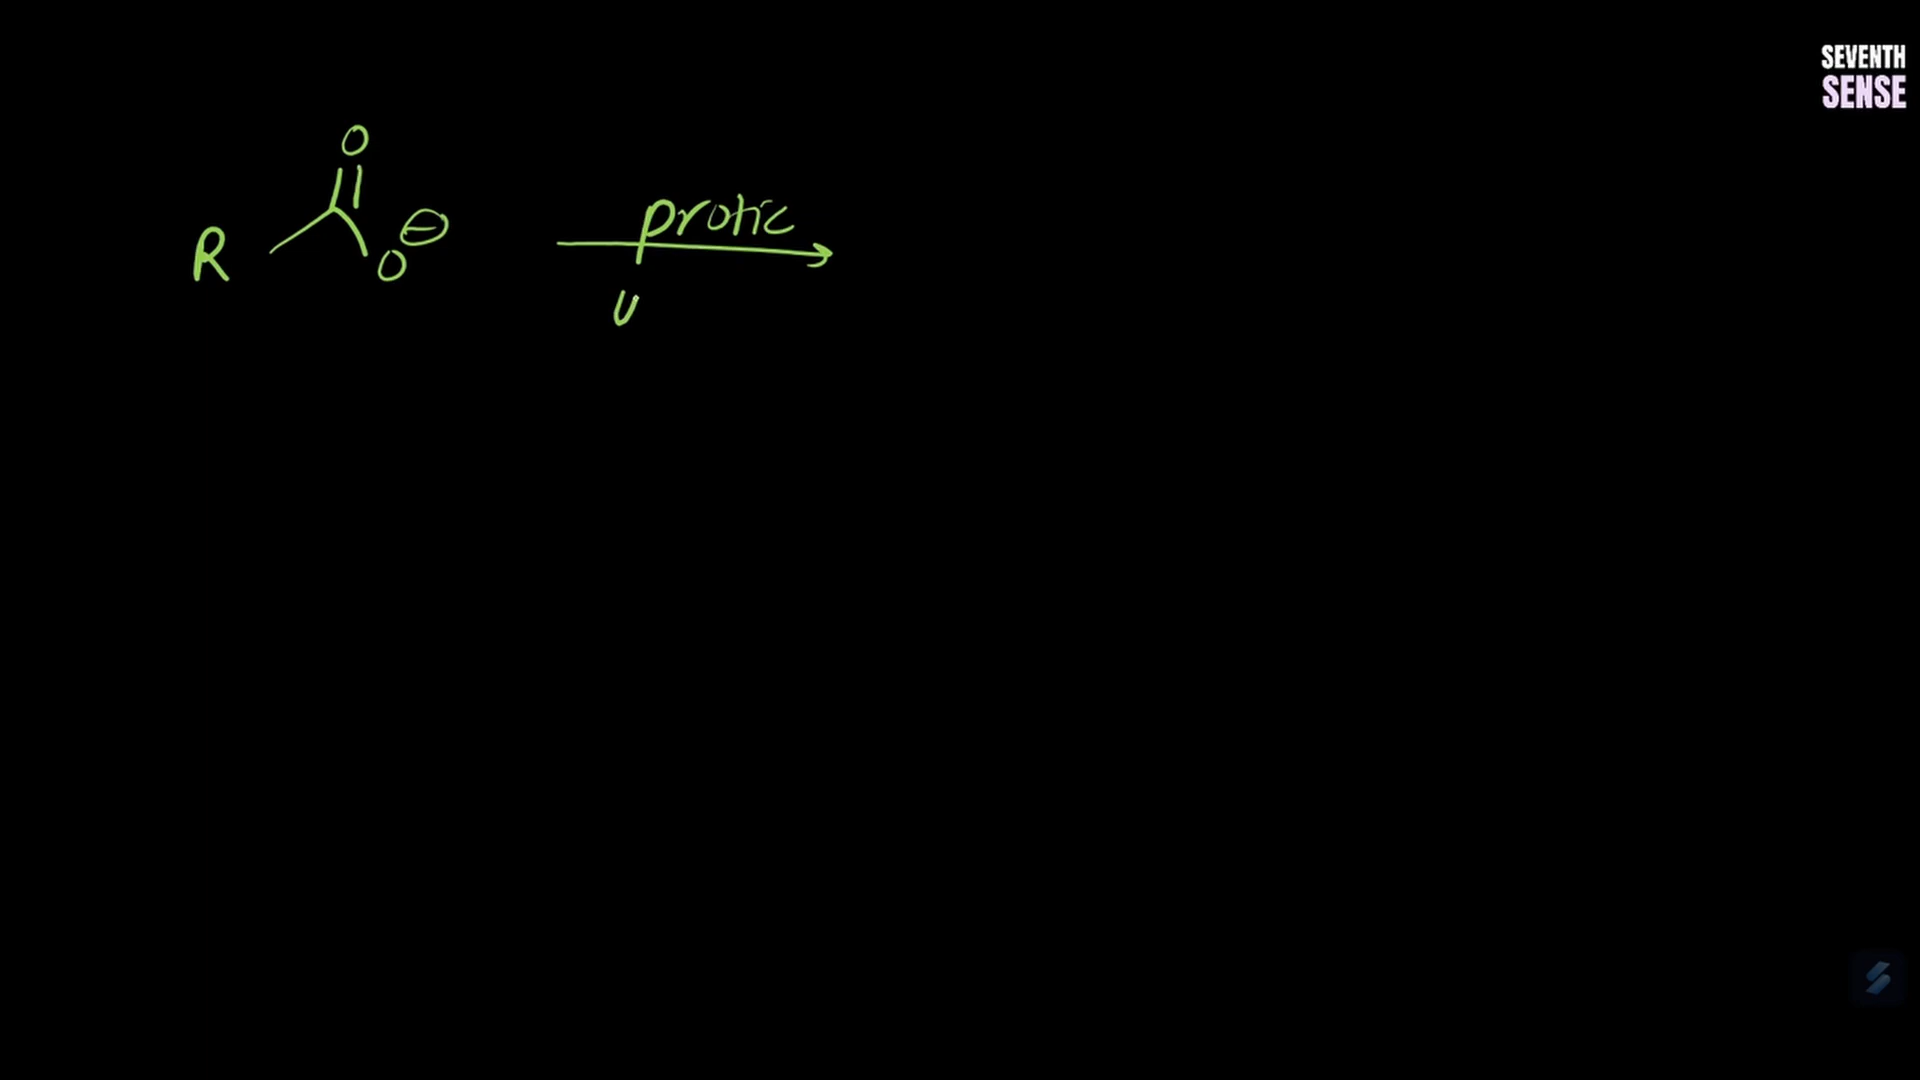 SEVENTH
SENSE
O
R
O
⊖
protic
U